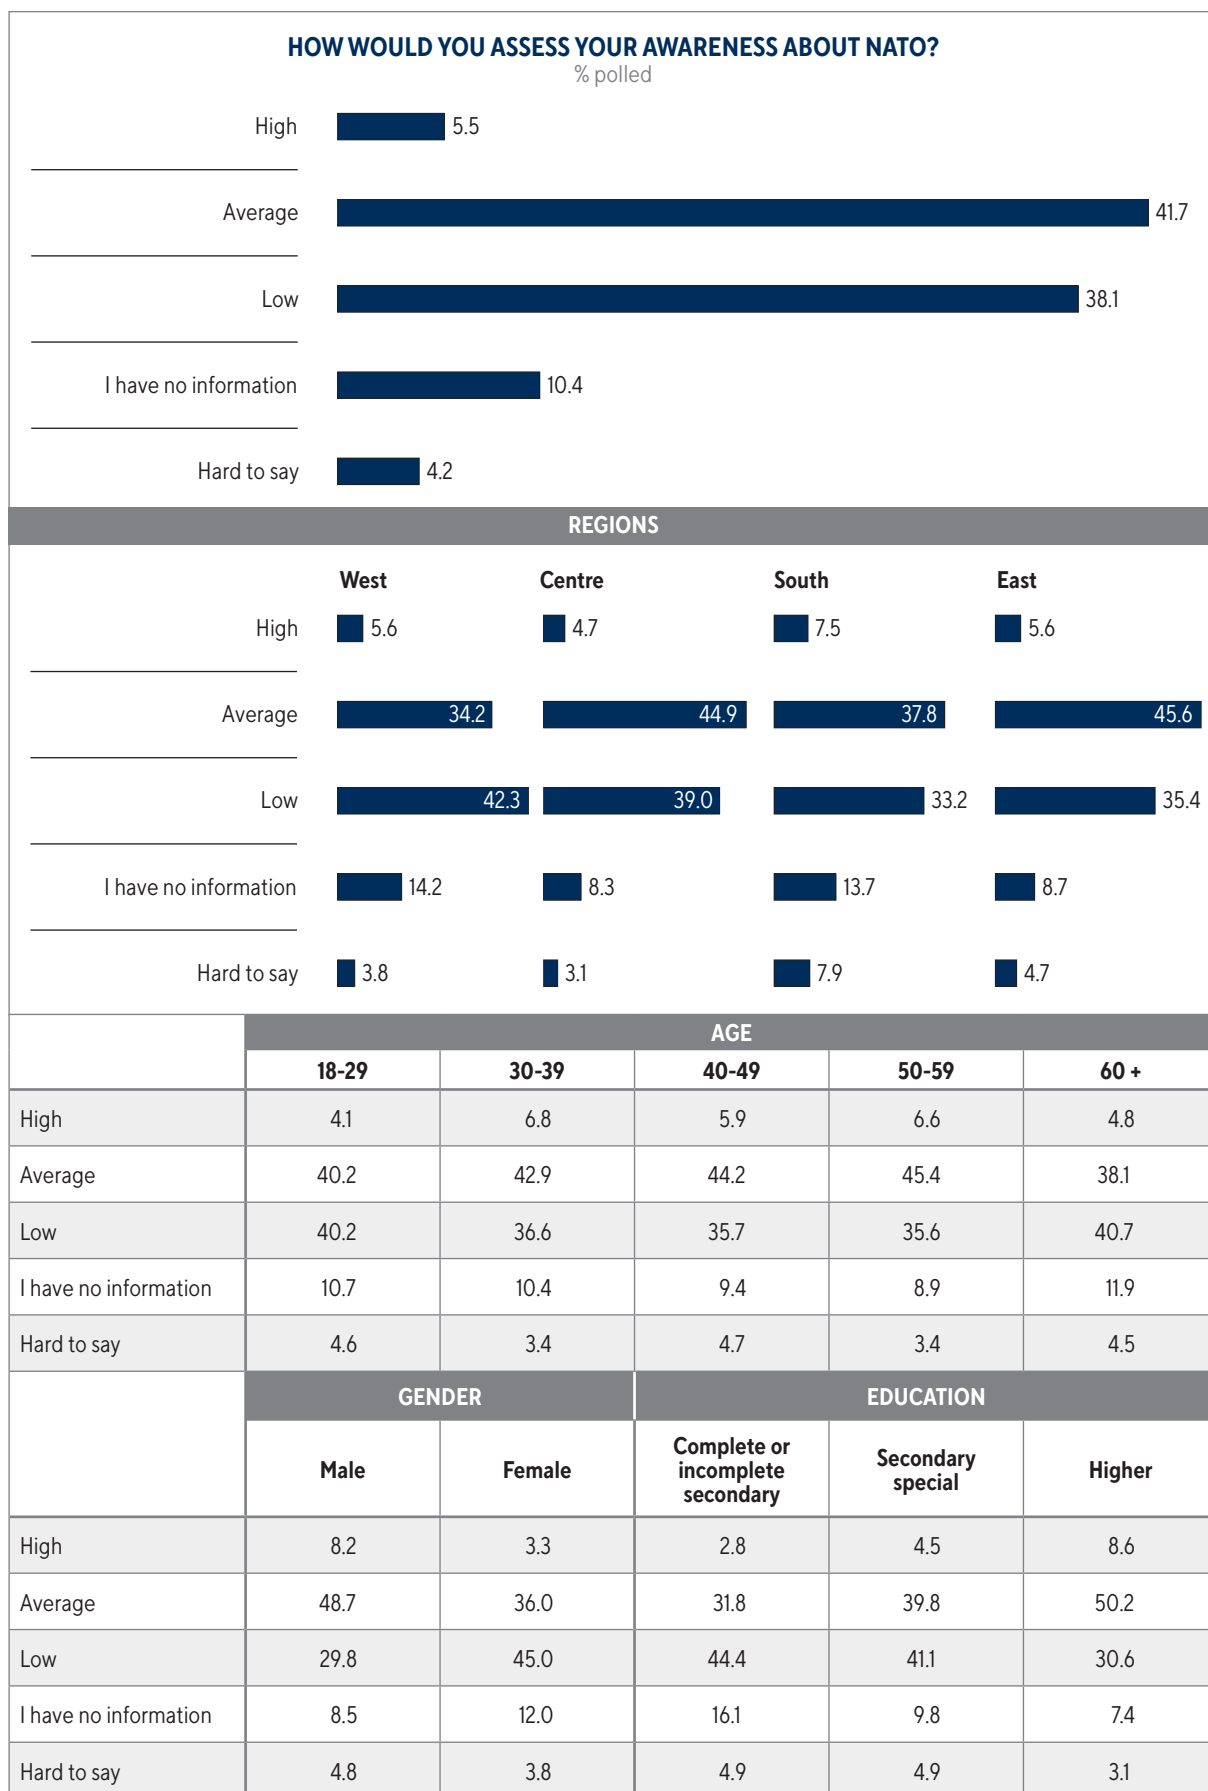 HOW WOULD YOU ASSESS YOUR AWARENESS ABOUT NATO?
% polled
High 5.5
Average 41.7
Low 38.1
I have no information 10.4
Hard to say 4.2
REGIONS
West Centre South East
High 5.6 4.7 7.5 5.6
Average 34.2 44.9 37.8 45.6
Low 42.3 39.0 33.2 35.4
I have no information 14.2 8.3 13.7 8.7
Hard to say 3.8 3.1 7.9 4.7
AGE
18-29 30-39 40-49 50-59 60 +
High 4.1 6.8 5.9 6.6 4.8
Average 40.2 42.9 44.2 45.4 38.1
Low 40.2 36.6 35.7 35.6 40.7
I have no information 10.7 10.4 9.4 8.9 11.9
Hard to say 4.6 3.4 4.7 3.4 4.5
GENDER EDUCATION
Male Female Complete or
incomplete
secondary Secondary
special Higher
High 8.2 3.3 2.8 4.5 8.6
Average 48.7 36.0 31.8 39.8 50.2
Low 29.8 45.0 44.4 41.1 30.6
I have no information 8.5 12.0 16.1 9.8 7.4
Hard to say 4.8 3.8 4.9 4.9 3.1